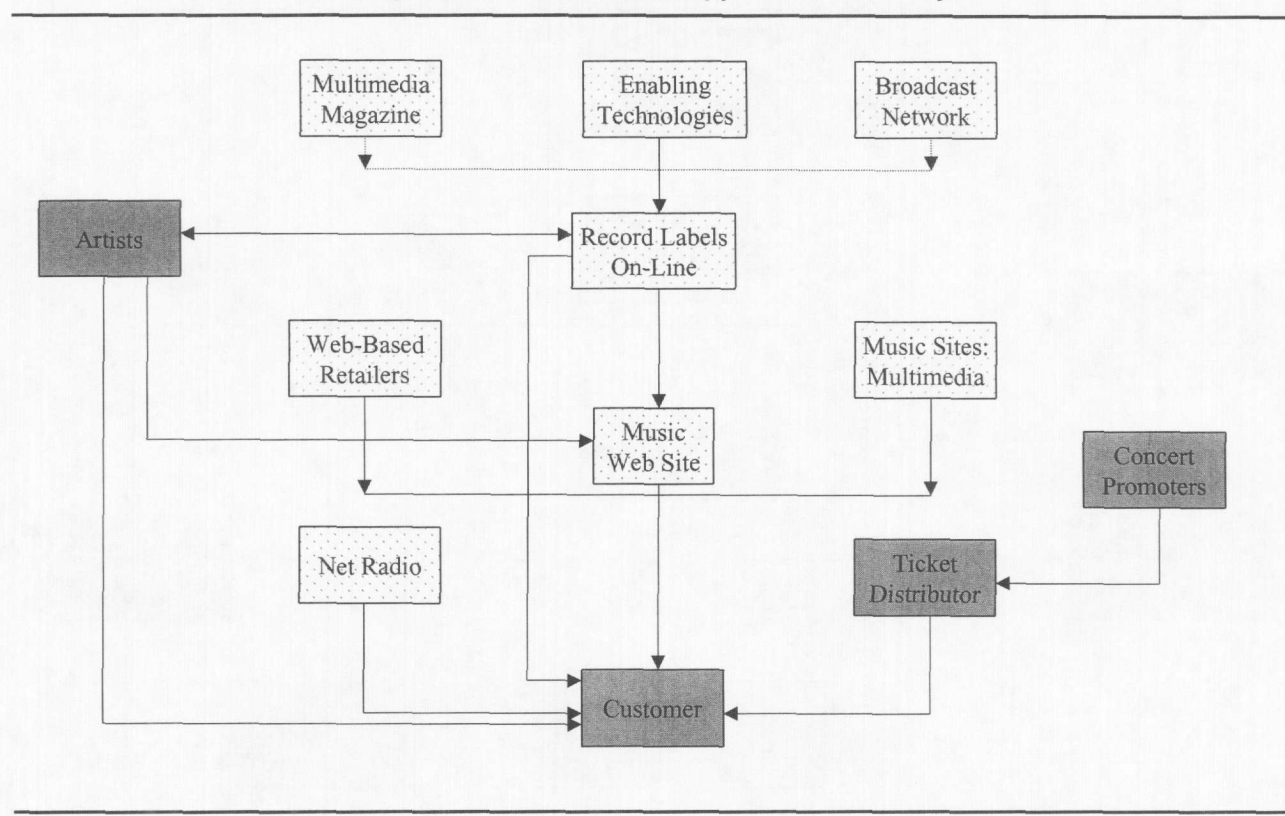 Multimedia
Magazine
Enabling
Technologies
Broadcast
Network
Artists
Record Labels
On-Line
Web-Based
Retailers
Music Sites:
Multimedia
Music
Web Site
Concert
Promoters
Net Radio
Ticket
Distributor
Customer